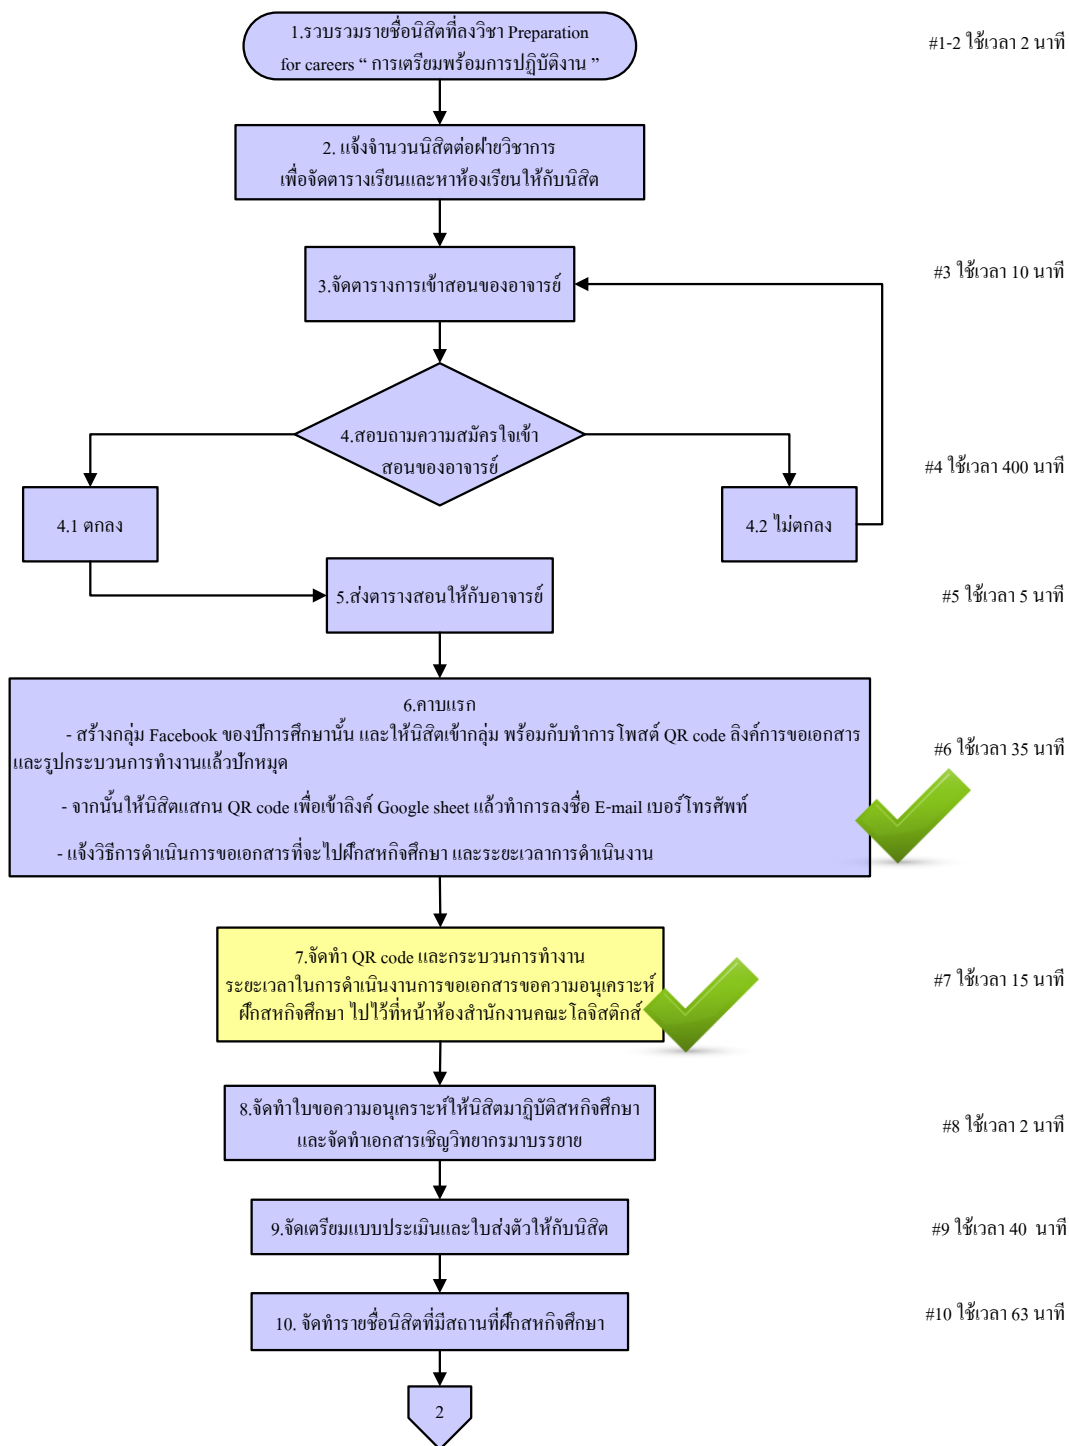 1.รวบรวมรายชื่อนิสิตที่ลงวิชา Preparation
for careers “ การเตรียมพร้อมการปฏิบัติงาน ”
#1-2 ใช้เวลา 2 นาที
2. แจ้งจำนวนนิสิตต่อฝ่ายวิชาการ
เพื่อจัดตารางเรียนและหาห้องเรียนให้กับนิสิต
3.จัดตารางการเข้าสอนของอาจารย์
#3 ใช้เวลา 10 นาที
4.สอบถามความสมัครใจเข้า
สอนของอาจารย์
#4 ใช้เวลา 400 นาที
4.1 ตกลง
4.2 ไม่ตกลง
5.ส่งตารางสอนให้กับอาจารย์
#5 ใช้เวลา 5 นาที
6.คาบแรก
- สร้างกลุ่ม Facebook ของปีการศึกษานั้น และให้นิสิตเข้ากลุ่ม พร้อมกับทำการโพสต์ QR code ลิงค์การขอเอกสาร
และรูปกระบวนการทำงานแล้วปักหมุด
- จากนั้นให้นิสิตแสกน QR code เพื่อเข้าลิงค์ Google sheet แล้วทำการลงชื่อ E-mail เบอร์โทรศัพท์
- แจ้งวิธีการดำเนินการขอเอกสารที่จะไปฝึกสหกิจศึกษา และระยะเวลาการดำเนินงาน
#6 ใช้เวลา 35 นาที
7.จัดทำ QR code และกระบวนการทำงาน
ระยะเวลาในการดำเนินงานการขอเอกสารขอความอนุเคราะห์
ฝึกสหกิจศึกษา ไปไว้ที่หน้าห้องสำนักงานคณะโลจิสติกส์
#7 ใช้เวลา 15 นาที
8.จัดทำใบขอความอนุเคราะห์ให้นิสิตมาฏิบัติสหกิจศึกษา
และจัดทำเอกสารเชิญวิทยากรมาบรรยาย
#8 ใช้เวลา 2 นาที
9.จัดเตรียมแบบประเมินและใบส่งตัวให้กับนิสิต
#9 ใช้เวลา 40 นาที
10. จัดทำรายชื่อนิสิตที่มีสถานที่ฝึกสหกิจศึกษา
#10 ใช้เวลา 63 นาที
2